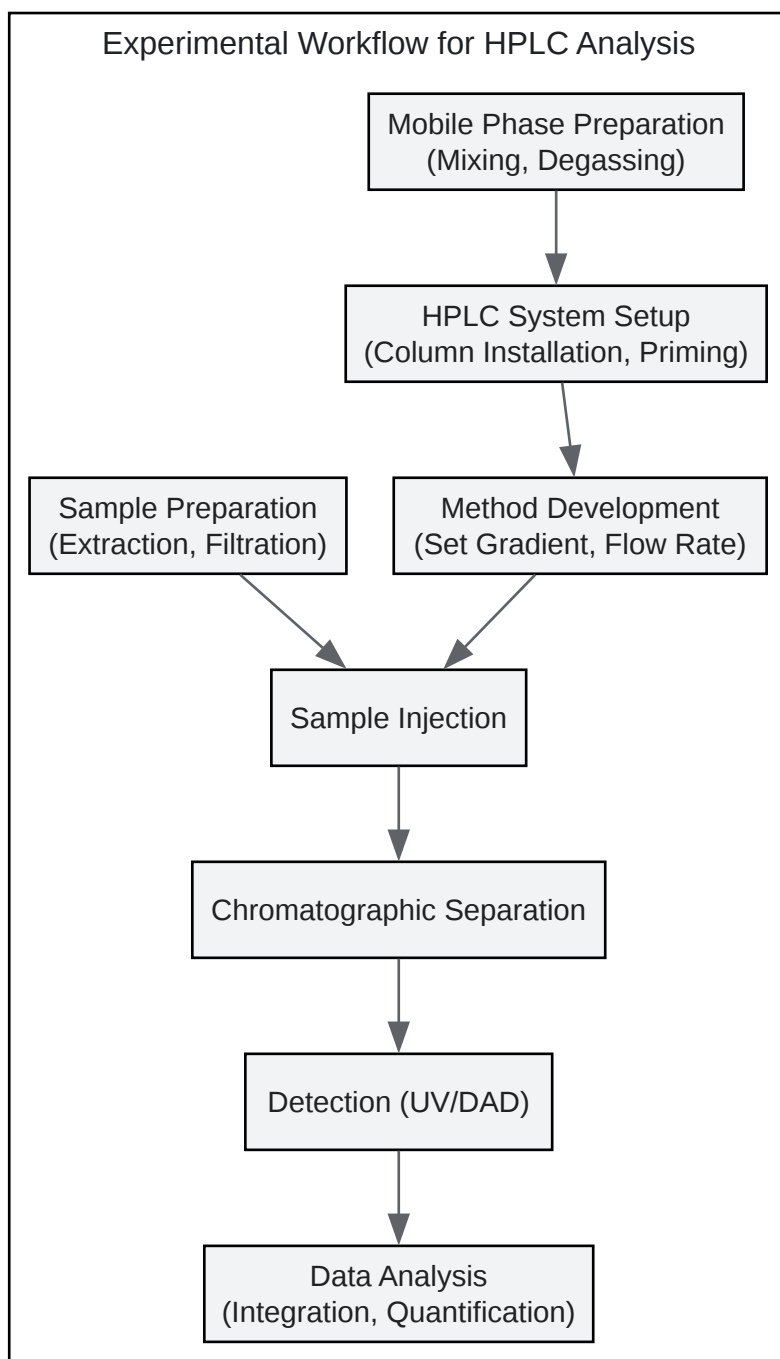 Experimental Workflow for HPLC Analysis
Mobile Phase Preparation
(Mixing, Degassing)
HPLC System Setup
(Column Installation, Priming)
Sample Preparation
(Extraction, Filtration)
Method Development
(Set Gradient, Flow Rate)
Sample Injection
Chromatographic Separation
Detection (UV/DAD)
Data Analysis
(Integration, Quantification)